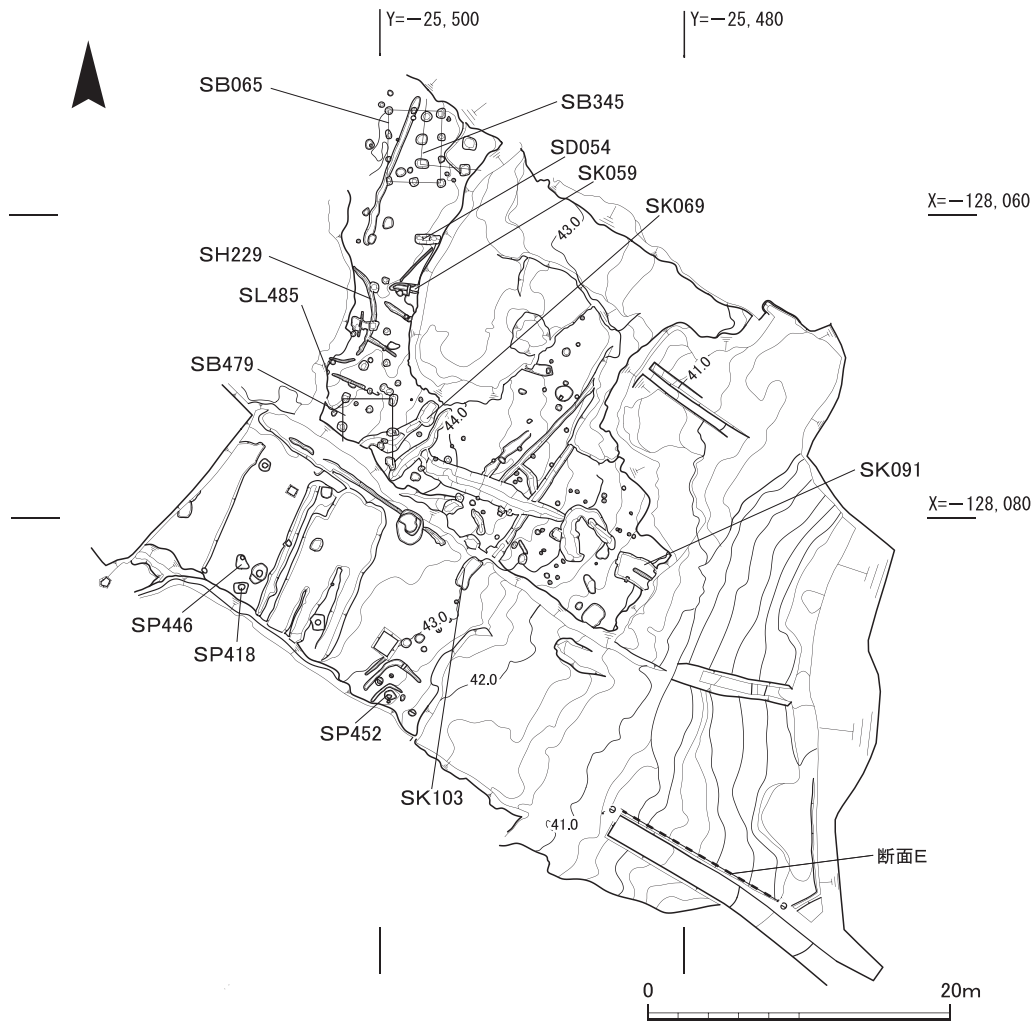 Y=−25,500
Y=−25,480
SB065
SB345
SD054
SK059
SK069
X=−128,060
43.0
SH229
SL485
SB479
41.0
44.0
SK091
X=−128,080
SP446
SP418
43.0
42.0
SP452
SK103
41.0
断面E
0
20m